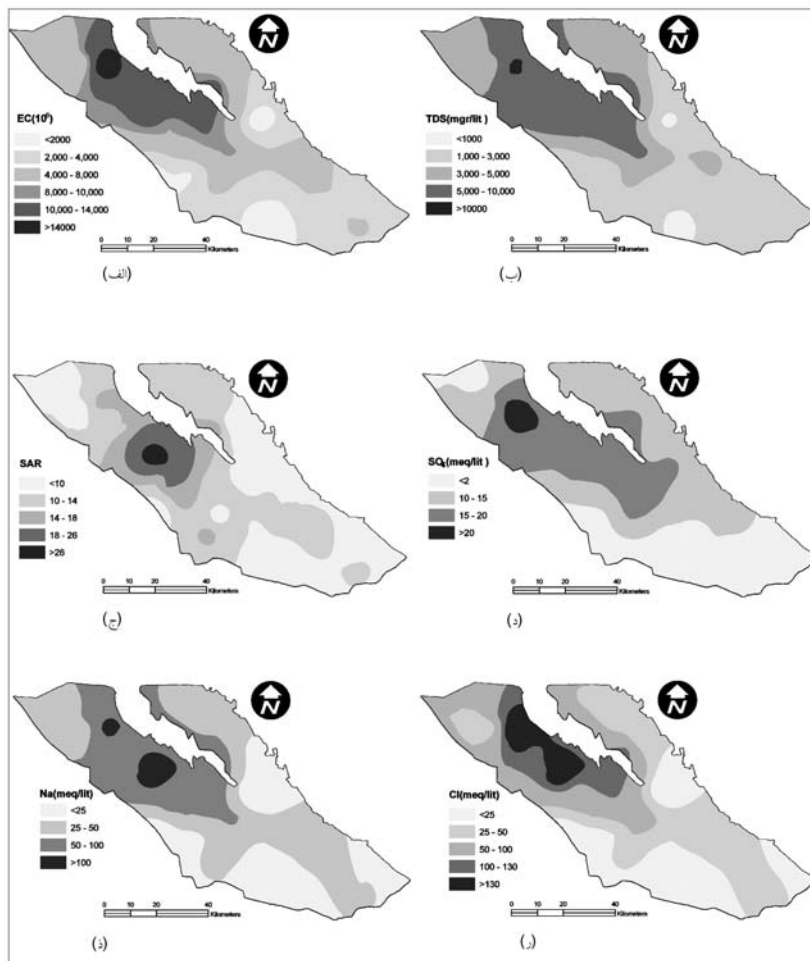 N
EC(10⁶)
<2000
2,000 - 4,000
4,000 - 8,000
8,000 - 10,000
10,000 - 14,000
>14000
0 10 20 40
Kilometers
(الف)
N
TDS(mgr/lit )
<1000
1,000 - 3,000
3,000 - 5,000
5,000 - 10,000
>10000
0 10 20 40
Kilometers
(ب)
N
SAR
<10
10 - 14
14 - 18
18 - 26
>26
0 10 20 40
Kilometers
(ج)
N
SO₄(meq/lit )
<2
10 - 15
15 - 20
>20
0 10 20 40
Kilometers
(د)
N
Na(meq/lit)
<25
25 - 50
50 - 100
>100
0 10 20 40
Kilometers
(ذ)
N
Cl(meq/lit)
<25
25 - 50
50 - 100
100 - 130
>130
0 10 20 40
Kilometers
(ر)